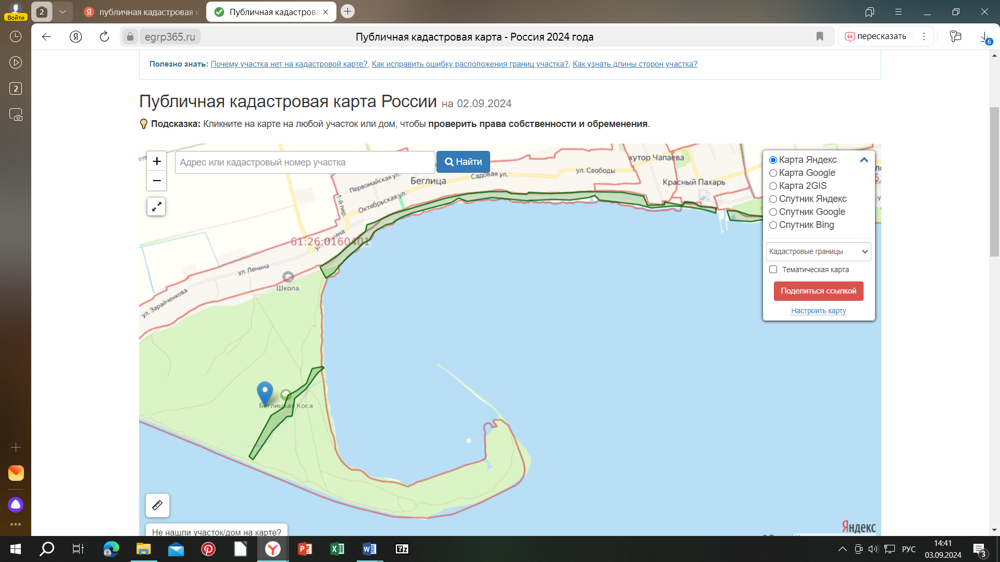 Войти
2
публичная кадастровая к
Публичная кадастрова
egrp365.ru
Публичная кадастровая карта - Россия 2024 года
пересказать
6
2
Полезно знать: Почему участка нет на кадастровой карте?, Как исправить ошибку расположения границ участка?, Как узнать длины сторон участка?
Публичная кадастровая карта России на 02.09.2024
Подсказка: Кликните на карте на любой участок или дом, чтобы проверить права собственности и обременения.
+
Адрес или кадастровый номер участка
Найти
−
хутор Чапаева
ул. Свободы
Садовая ул.
Первомайская ул.
Беглица
Красный Пахарь
1-й пер.
Октябрьская ул.
ул. Ленина
61:26:0160401
ул. Ленина
Школа
ул. Зарайченкова
Беглицкая Коса
Карта Яндекс
Карта Google
Карта 2GIS
Спутник Яндекс
Спутник Google
Спутник Bing
Кадастровые границы
Тематическая карта
Поделиться ссылкой
Настроить карту
Не нашли участок/дом на карте?
Яндекс
РУС
14:41
03.09.2024
3